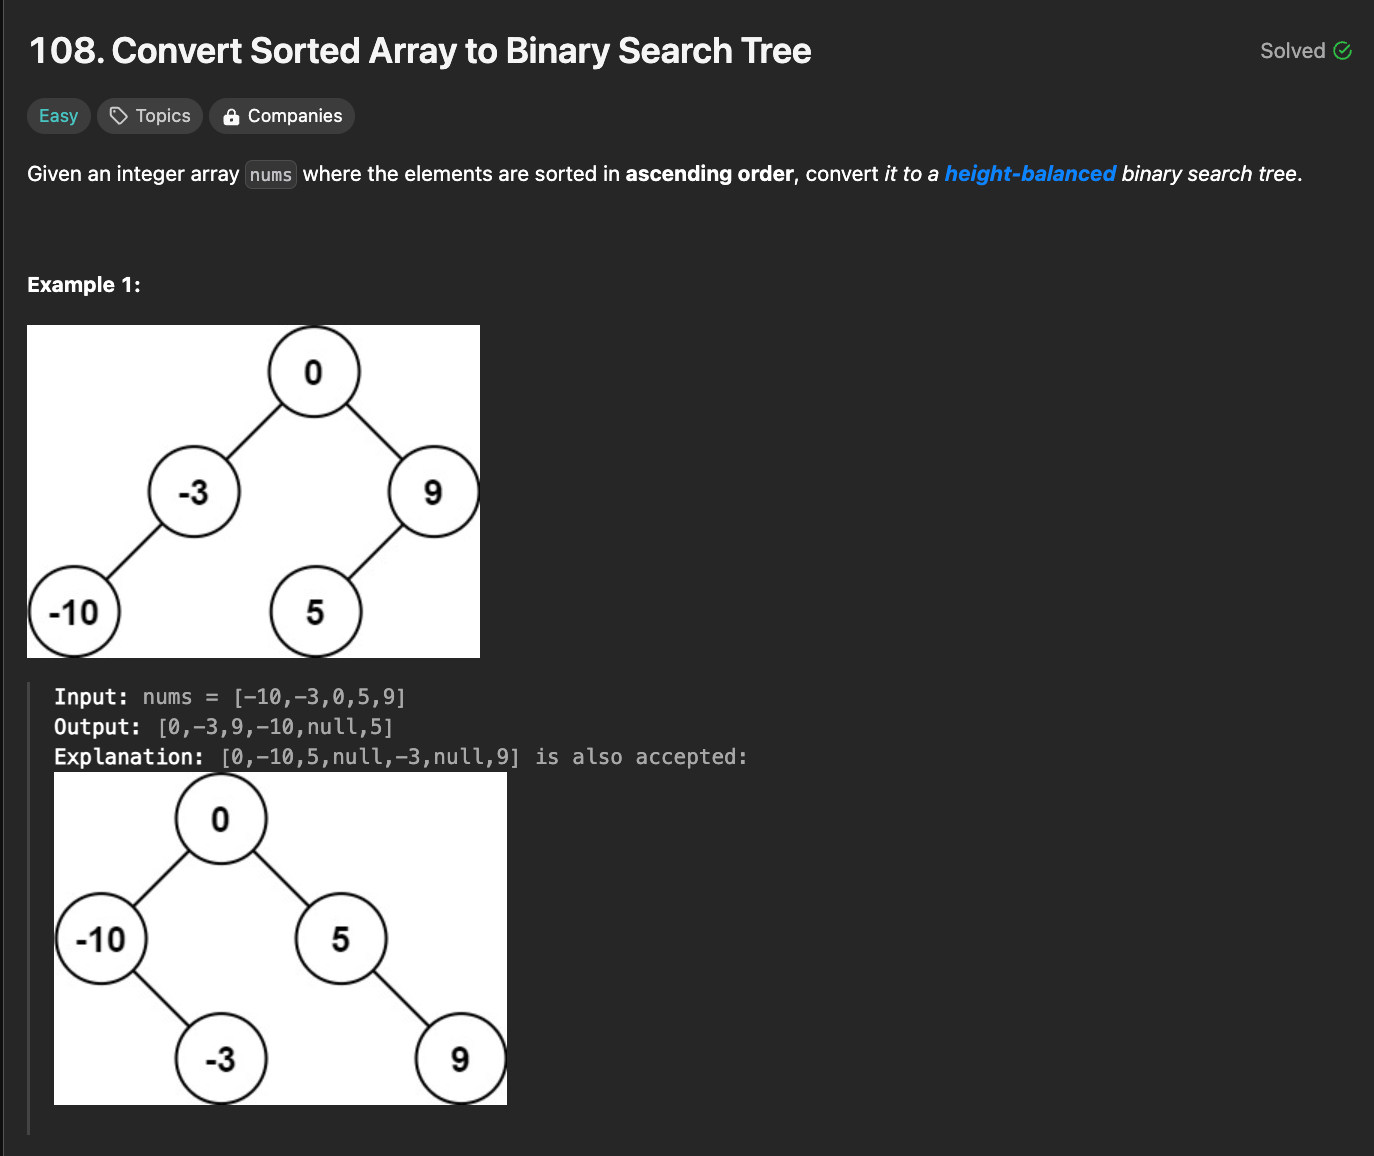 108. Convert Sorted Array to Binary Search Tree
Solved
Easy
Topics
Companies
Given an integer array nums where the elements are sorted in ascending order, convert it to a height-balanced binary search tree.
Example 1:
0
-3
9
-10
5
Input: nums = [-10,-3,0,5,9]
Output: [0,-3,9,-10,null,5]
Explanation: [0,-10,5,null,-3,null,9] is also accepted:
0
-10
5
-3
9